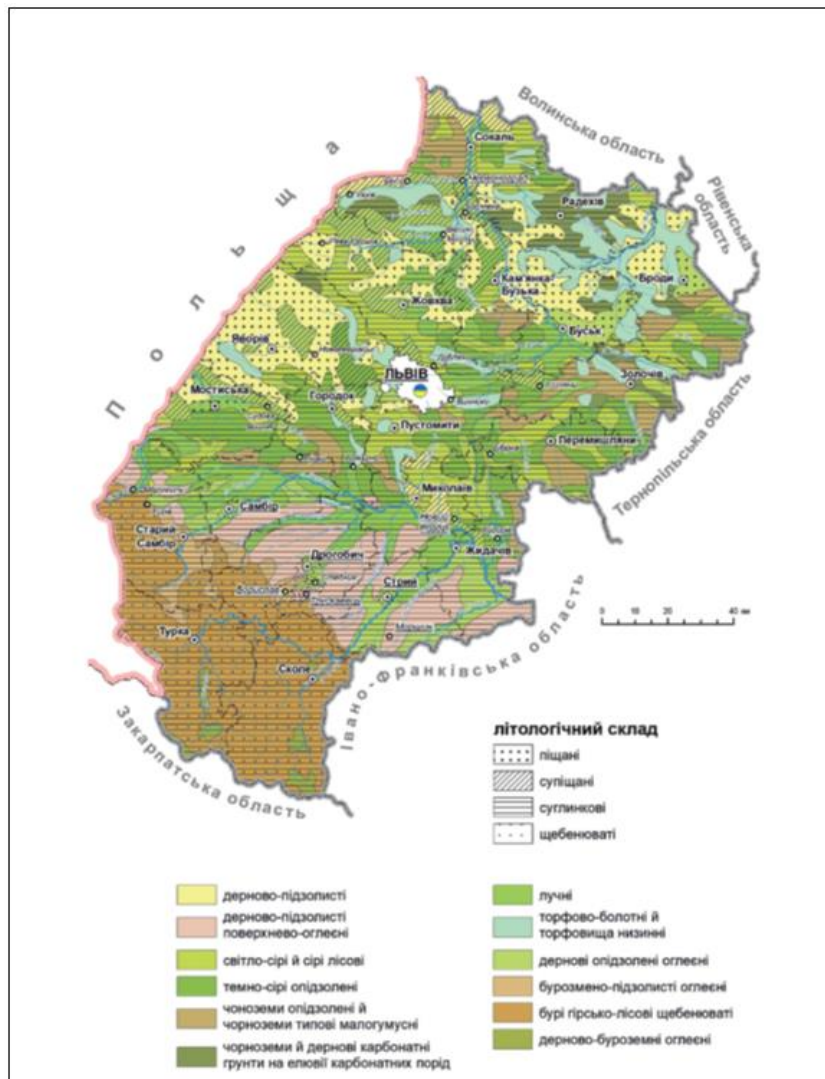 Польща
Волинська область
Рівенська область
Тернопільська область
Івано-Франківська область
Закарпатська область
Сокаль
Радехів
Кам'янка-
Бузька
Броди
Жовква
Буськ
Яворів
ЛЬВІВ
Золочів
Мостиська
Городок
Пустомити
Перемишляни
Миколаїв
Самбір
Старий
Самбір
Жидачів
Дрогобич
Стрий
Турка
Сколе
0 20 40 км
літологічний склад
піщані
супіщані
суглинкові
щебенюваті
дерново-підзолисті
дерново-підзолисті
поверхнево-оглеєні
світло-сірі й сірі лісові
темно-сірі опідзолені
чоноземи опідзолені й
чорноземи типові малогумусні
чорноземи й дернові карбонатні
грунти на елювії карбонатних порід
лучні
торфово-болотні й
торфовища низинні
дернові опідзолені оглеєні
бурозмено-підзолисті оглеєні
бурі гірсько-лісові щебенюваті
дерново-буроземні оглеєні